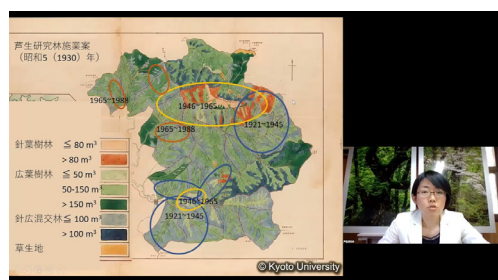 芦生研究林施業案
（昭和5（1930）年）
1965~1988
1946~1965
1921~1945
1965~1988
1946~1965
1921~1945
針葉樹林 ≦ 80 m³
> 80 m³
広葉樹林 ≦ 50 m³
50-150 m³
> 150 m³
針広混交林 ≦ 100 m³
> 100 m³
草生地
© Kyoto University